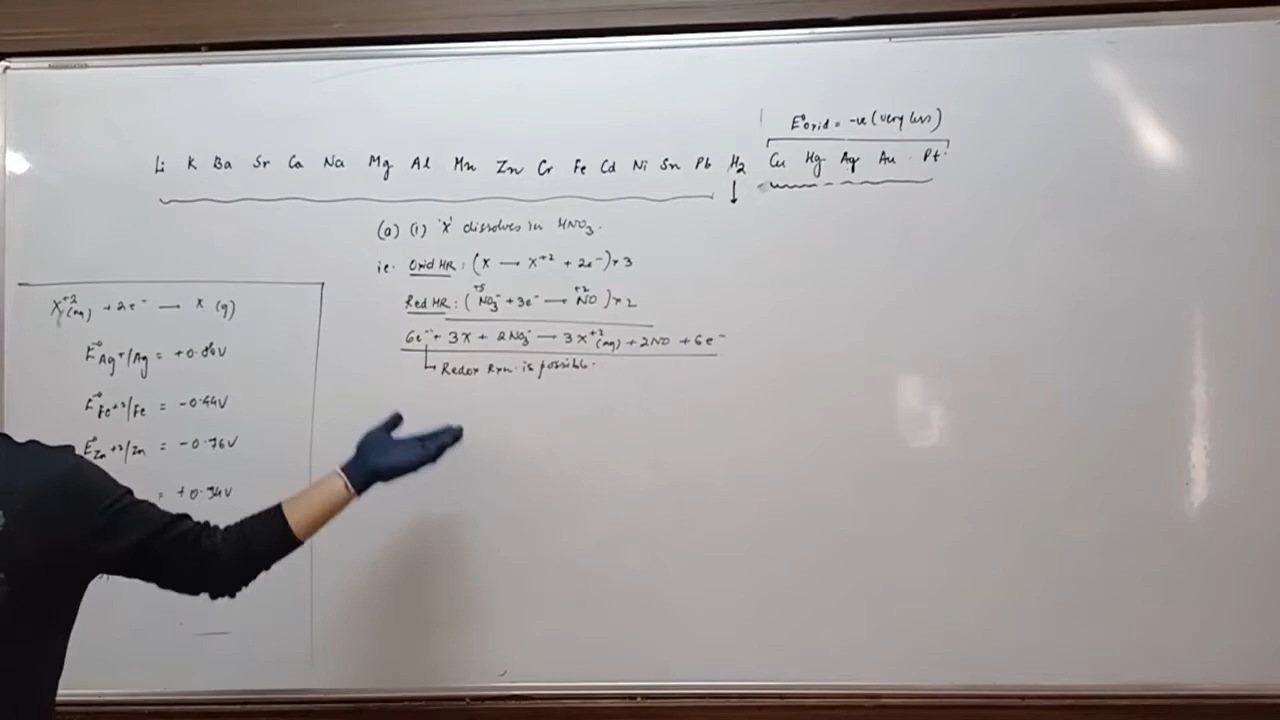 E°oxid = -ve (very less)
Li K Ba Sr Ca Na Mg Al Mn Zn Cr Fe Cd Ni Sn Pb H₂ Cu Hg Ag Au Pt
(a) (i) 'X' dissolves in HNO₃.
ie. Oxid HR : (X → X⁺² + 2e⁻) × 3
Red HR : (NO₃⁻ + 3e⁻ → NO) × 2
+5 +2
6e⁻ + 3X + 2NO₃⁻ → 3X⁺²(aq) + 2NO + 6e⁻
↳ Redox Rxn. is possible.
X⁺²(aq) + 2e⁻ → X (g)
E°Ag⁺/Ag = +0.80V
E°Fe⁺²/Fe = -0.44V
E°Zn⁺²/Zn = -0.76V
= +0.34V